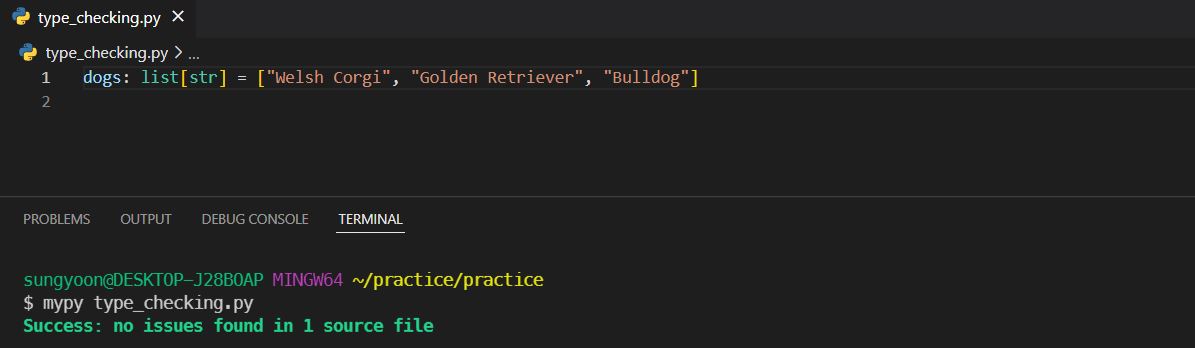 type_checking.py ✕
type_checking.py > ...
1 dogs: list[str] = ["Welsh Corgi", "Golden Retriever", "Bulldog"]
2
PROBLEMS OUTPUT DEBUG CONSOLE TERMINAL
sungyoon@DESKTOP-J28BOAP MINGW64 ~/practice/practice
$ mypy type_checking.py
Success: no issues found in 1 source file